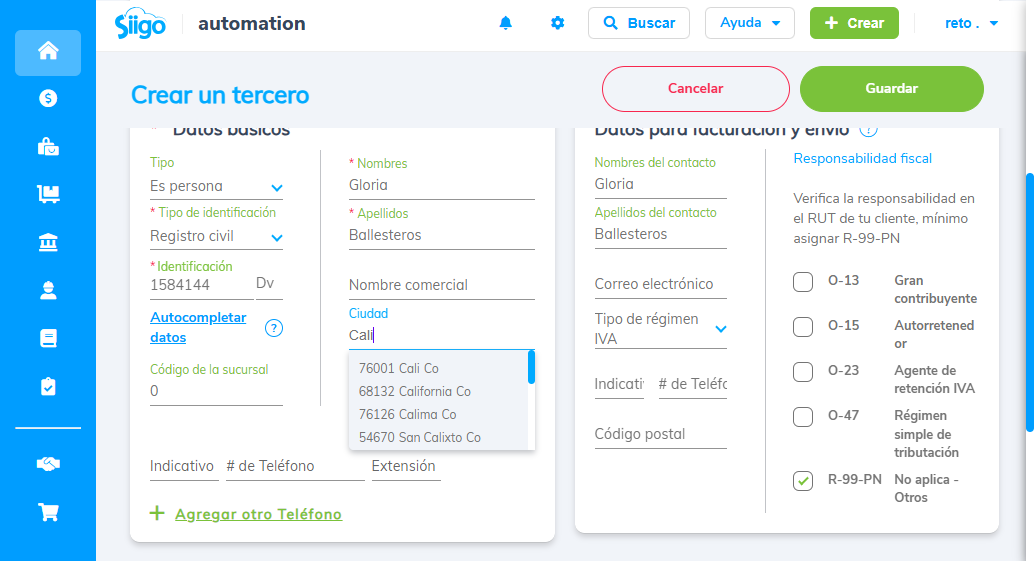 Siigo
automation
Buscar
Ayuda
Crear
reto .
Crear un tercero
Cancelar
Guardar
* Datos básicos
Tipo
Es persona
* Tipo de identificación
Registro civil
*Identificación
1584144
Dv
Autocompletar
datos
?
Código de la sucursal
0
* Nombres
Gloria
* Apellidos
Ballesteros
Nombre comercial
Ciudad
Cali
76001 Cali Co
68132 California Co
76126 Calima Co
54670 San Calixto Co
Indicativo
# de Teléfono
Extensión
+ Agregar otro Teléfono
Datos para facturación y envío ?
Nombres del contacto
Gloria
Apellidos del contacto
Ballesteros
Correo electrónico
Tipo de régimen
IVA
Indicativ
# de Teléfo
Código postal
Responsabilidad fiscal
Verifica la responsabilidad en
el RUT de tu cliente, mínimo
asignar R-99-PN
O-13 Gran
contribuyente
O-15 Autorretened
or
O-23 Agente de
retención IVA
O-47 Régimen
simple de
tributación
R-99-PN No aplica -
Otros